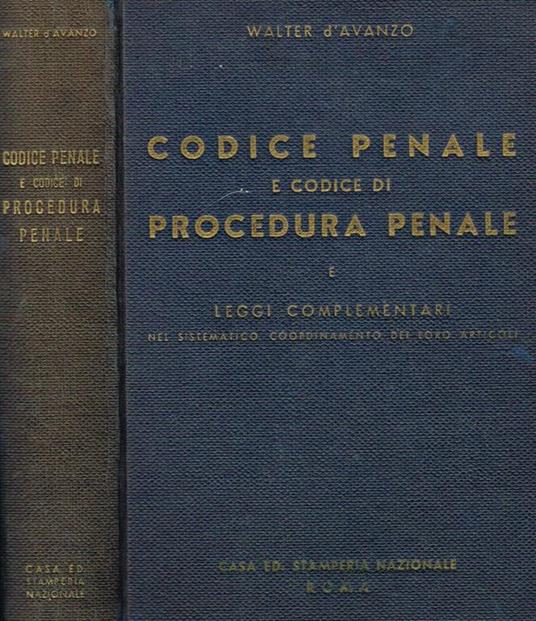 WALTER d'AVANZO
CODICE PENALE
E CODICE DI
PROCEDURA
PENALE
CASA ED.
STAMPERIA
NAZIONALE
WALTER d'AVANZO
CODICE PENALE
E CODICE DI
PROCEDURA PENALE
E
LEGGI COMPLEMENTARI
NEL SISTEMATICO COORDINAMENTO DEI LORO ARTICOLI
CASA ED. STAMPERIA NAZIONALE
ROMA